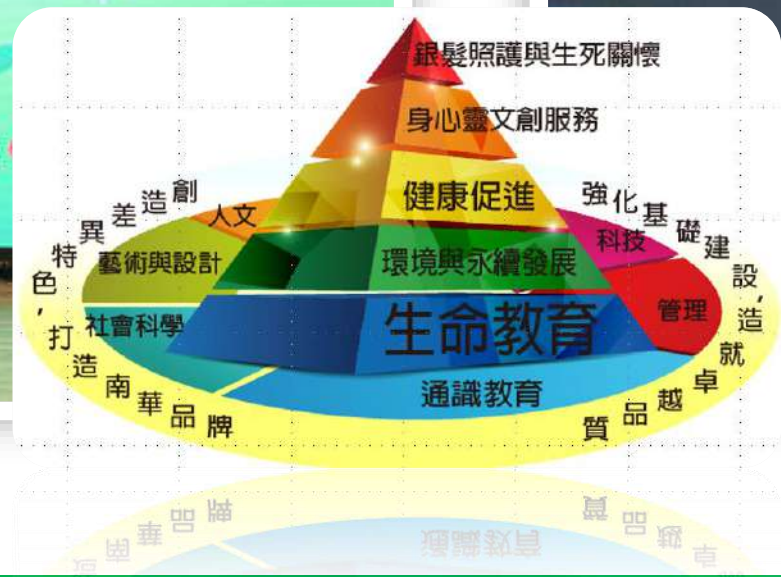 銀髮照護與生死關懷
身心靈文創服務
健康促進
環境與永續發展
生命教育
人文
藝術與設計
社會科學
科技
管理
通識教育
創造差異特色,打造南華品牌
強化基礎建設,造就卓越品質